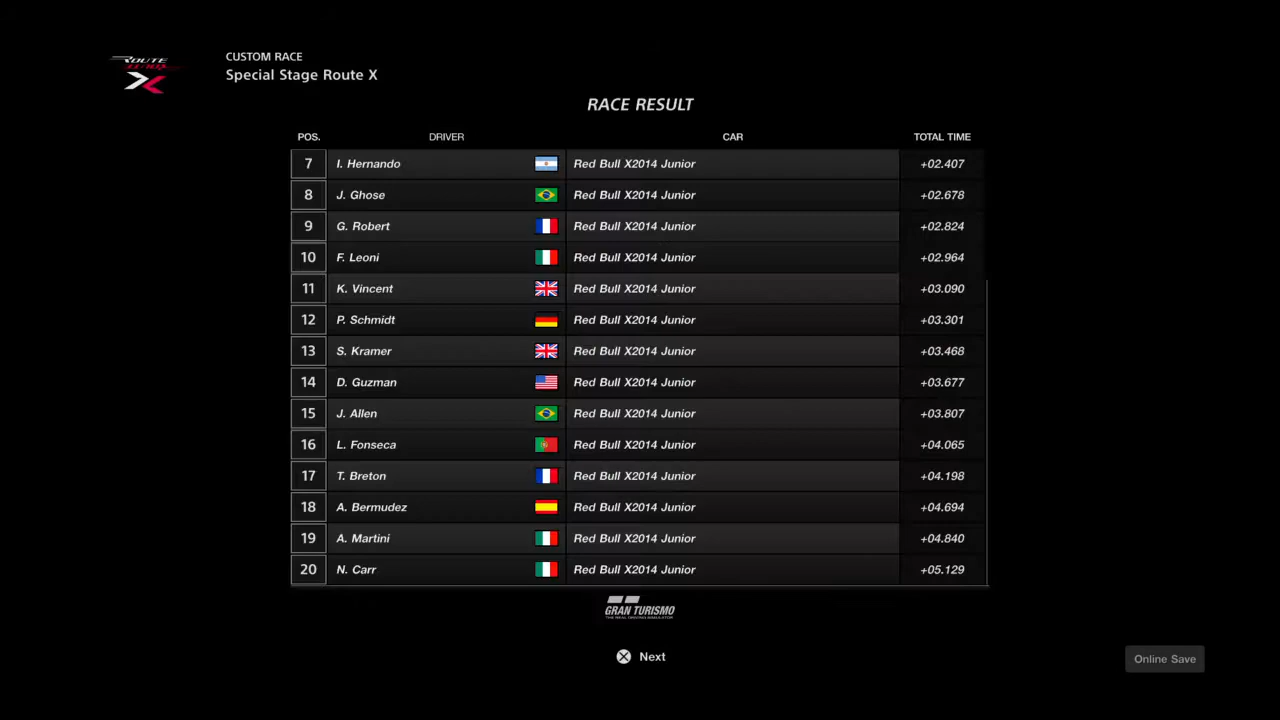 ROUTE
CUSTOM RACE
Special Stage Route X
RACE RESULT
POS. DRIVER CAR TOTAL TIME
7 I. Hernando Red Bull X2014 Junior +02.407
8 J. Ghose Red Bull X2014 Junior +02.678
9 G. Robert Red Bull X2014 Junior +02.824
10 F. Leoni Red Bull X2014 Junior +02.964
11 K. Vincent Red Bull X2014 Junior +03.090
12 P. Schmidt Red Bull X2014 Junior +03.301
13 S. Kramer Red Bull X2014 Junior +03.468
14 D. Guzman Red Bull X2014 Junior +03.677
15 J. Allen Red Bull X2014 Junior +03.807
16 L. Fonseca Red Bull X2014 Junior +04.065
17 T. Breton Red Bull X2014 Junior +04.198
18 A. Bermudez Red Bull X2014 Junior +04.694
19 A. Martini Red Bull X2014 Junior +04.840
20 N. Carr Red Bull X2014 Junior +05.129
GRAN TURISMO
THE REAL DRIVING SIMULATOR
Next
Online Save